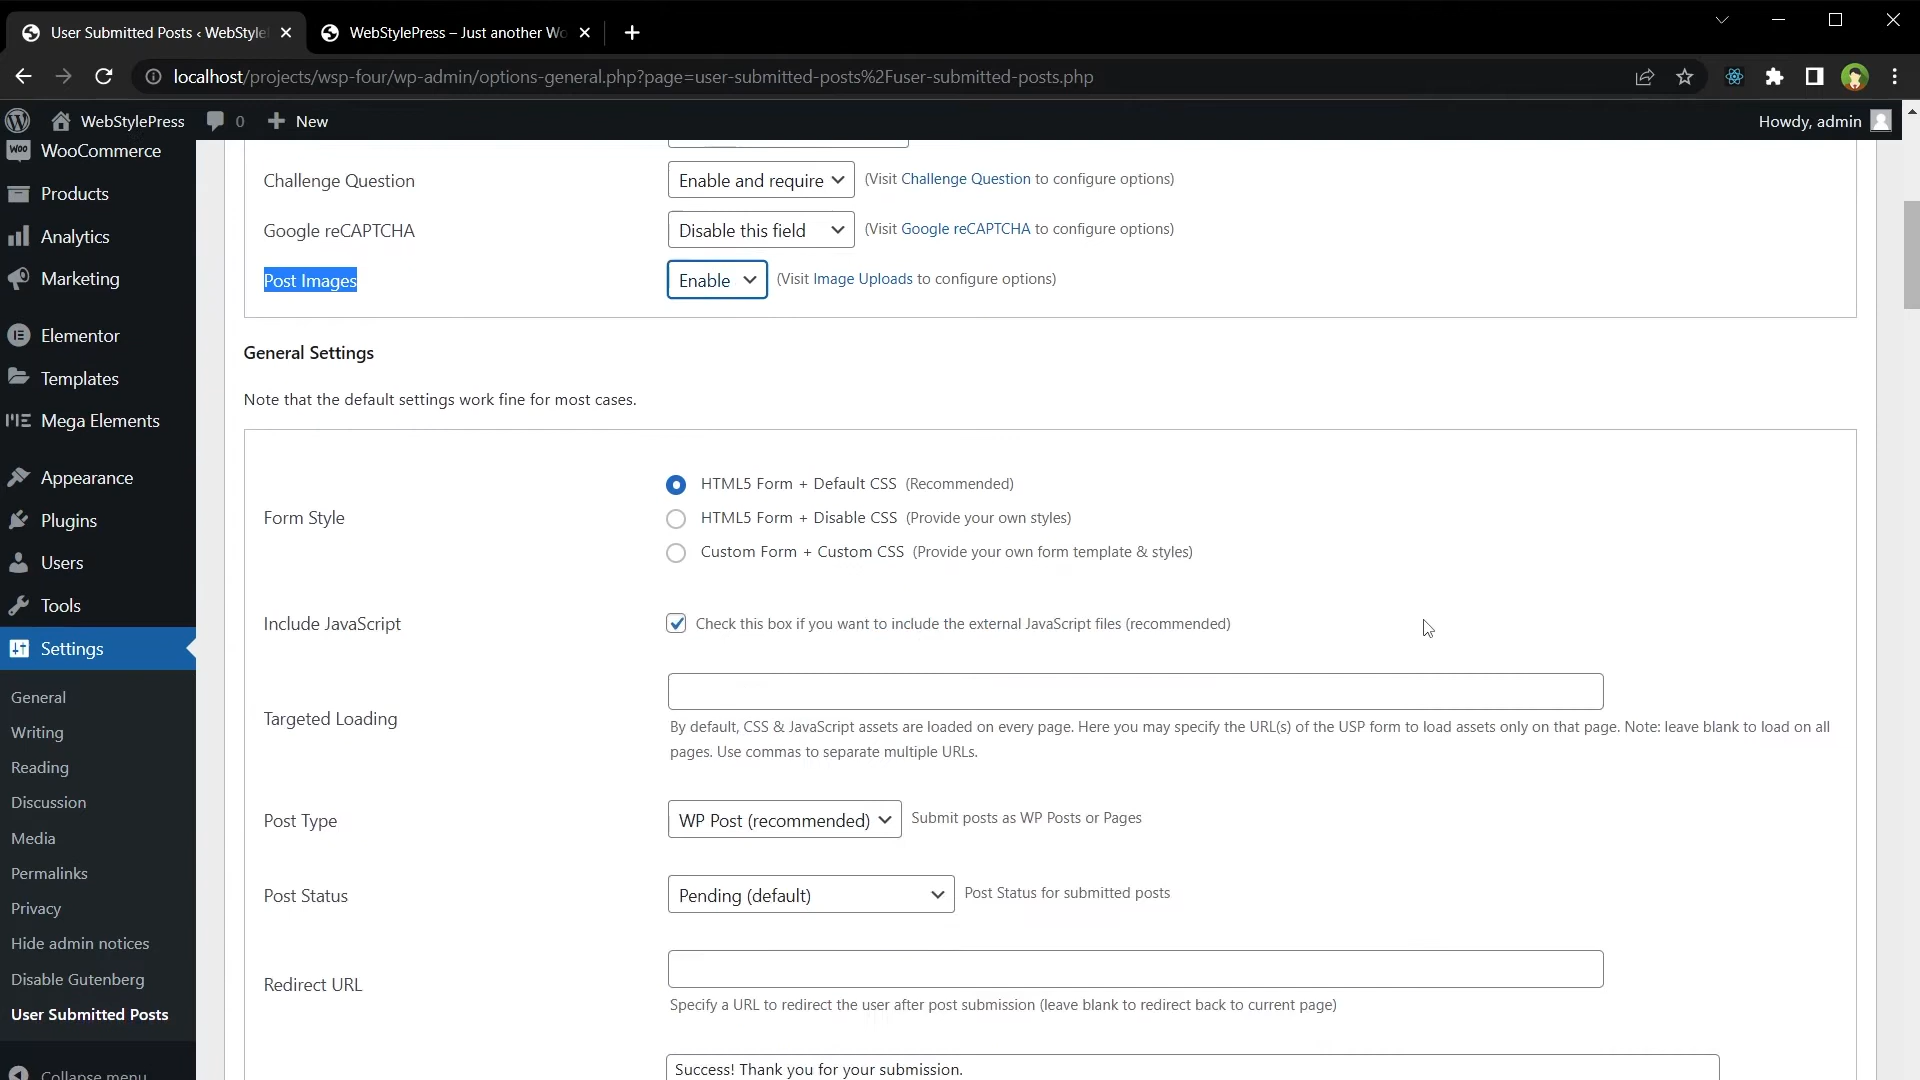 User Submitted Posts ‹ WebStyle
WebStylePress – Just another Wo
localhost/projects/wsp-four/wp-admin/options-general.php?page=user-submitted-posts%2Fuser-submitted-posts.php
WebStylePress
0
New
Howdy, admin
WooCommerce
Products
Analytics
Marketing
Elementor
Templates
Mega Elements
Appearance
Plugins
Users
Tools
Settings
General
Writing
Reading
Discussion
Media
Permalinks
Privacy
Hide admin notices
Disable Gutenberg
User Submitted Posts
Collapse menu
Challenge Question
Enable and require
(Visit Challenge Question to configure options)
Google reCAPTCHA
Disable this field
(Visit Google reCAPTCHA to configure options)
Post Images
Enable
(Visit Image Uploads to configure options)
General Settings
Note that the default settings work fine for most cases.
Form Style
HTML5 Form + Default CSS (Recommended)
HTML5 Form + Disable CSS (Provide your own styles)
Custom Form + Custom CSS (Provide your own form template & styles)
Include JavaScript
Check this box if you want to include the external JavaScript files (recommended)
Targeted Loading
By default, CSS & JavaScript assets are loaded on every page. Here you may specify the URL(s) of the USP form to load assets only on that page. Note: leave blank to load on all
pages. Use commas to separate multiple URLs.
Post Type
WP Post (recommended)
Submit posts as WP Posts or Pages
Post Status
Pending (default)
Post Status for submitted posts
Redirect URL
Specify a URL to redirect the user after post submission (leave blank to redirect back to current page)
Success! Thank you for your submission.